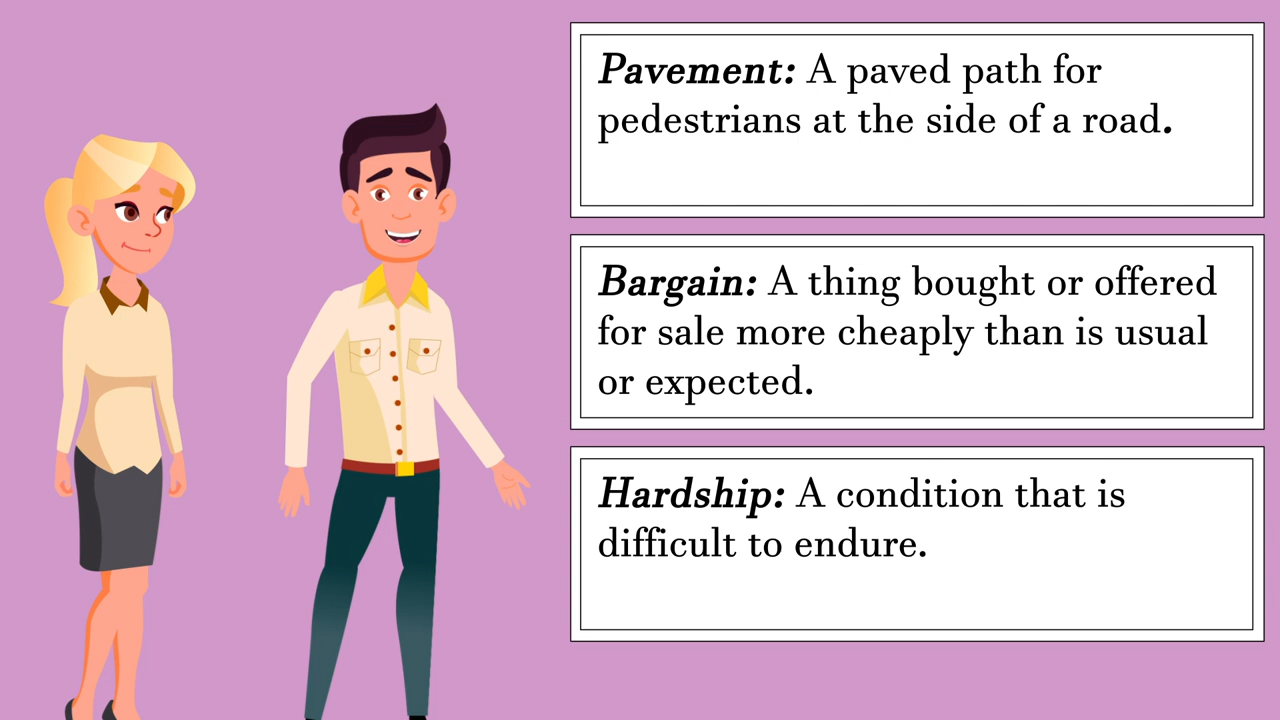 Pavement: A paved path for
pedestrians at the side of a road.
Bargain: A thing bought or offered
for sale more cheaply than is usual
or expected.
Hardship: A condition that is
difficult to endure.